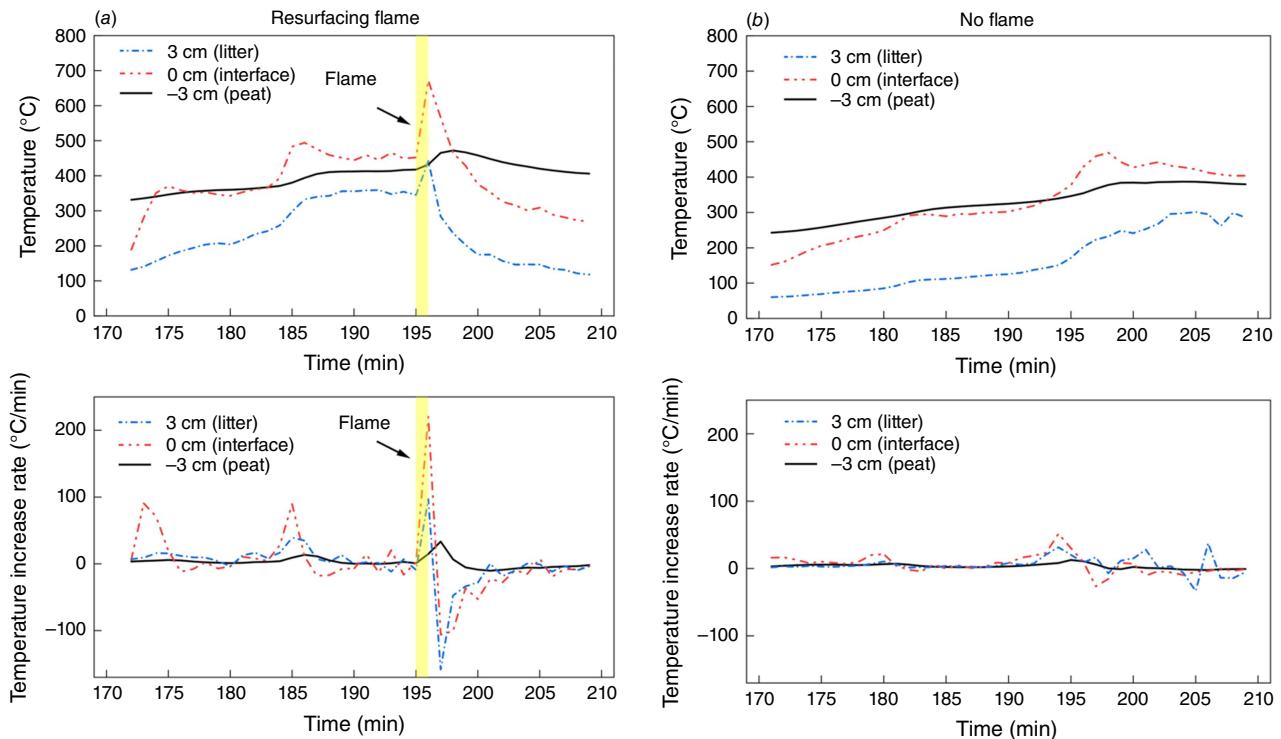 (a)
Resurfacing flame
800
700
600
500
400
300
200
100
0
Temperature (°C)
3 cm (litter)
0 cm (interface)
–3 cm (peat)
Flame
170 175 180 185 190 195 200 205 210
Time (min)
(b)
No flame
800
700
600
500
400
300
200
100
0
Temperature (°C)
3 cm (litter)
0 cm (interface)
–3 cm (peat)
170 175 180 185 190 195 200 205 210
Time (min)
200
100
0
–100
Temperature increase rate (°C/min)
3 cm (litter)
0 cm (interface)
–3 cm (peat)
Flame
170 175 180 185 190 195 200 205 210
Time (min)
200
100
0
–100
Temperature increase rate (°C/min)
3 cm (litter)
0 cm (interface)
–3 cm (peat)
170 175 180 185 190 195 200 205 210
Time (min)